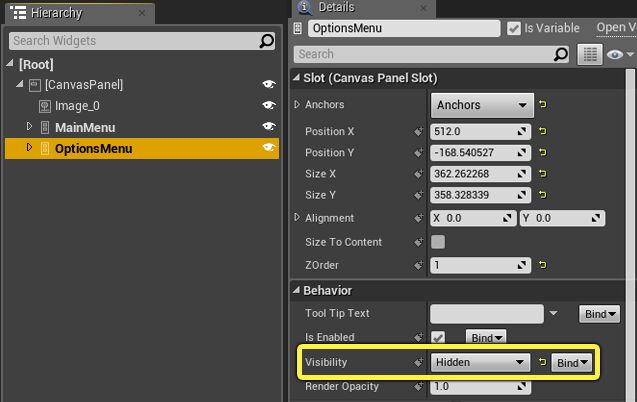 Hierarchy
Search Widgets
[Root]
[CanvasPanel]
Image_0
MainMenu
OptionsMenu
Details
OptionsMenu
Is Variable
Open Ve
Search
Slot (Canvas Panel Slot)
Anchors Anchors
Position X 512.0
Position Y -168.540527
Size X 362.262268
Size Y 358.328339
Alignment X 0.0 Y 0.0
Size To Content
ZOrder 1
Behavior
Tool Tip Text Bind
Is Enabled Bind
Visibility Hidden Bind
Render Opacity 1.0